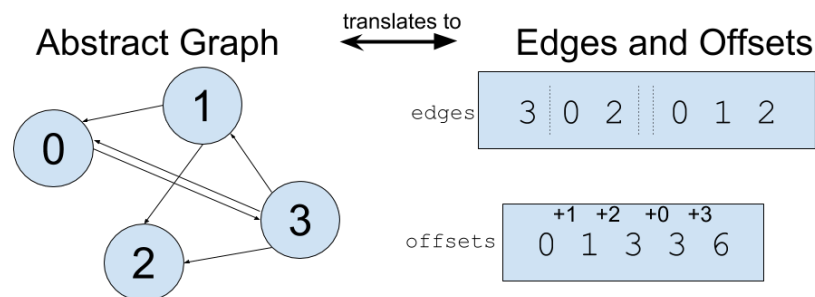 translates to
Abstract Graph
Edges and Offsets
1
0
3
2
edges 3 0 2 0 1 2
+1 +2 +0 +3
offsets 0 1 3 3 6